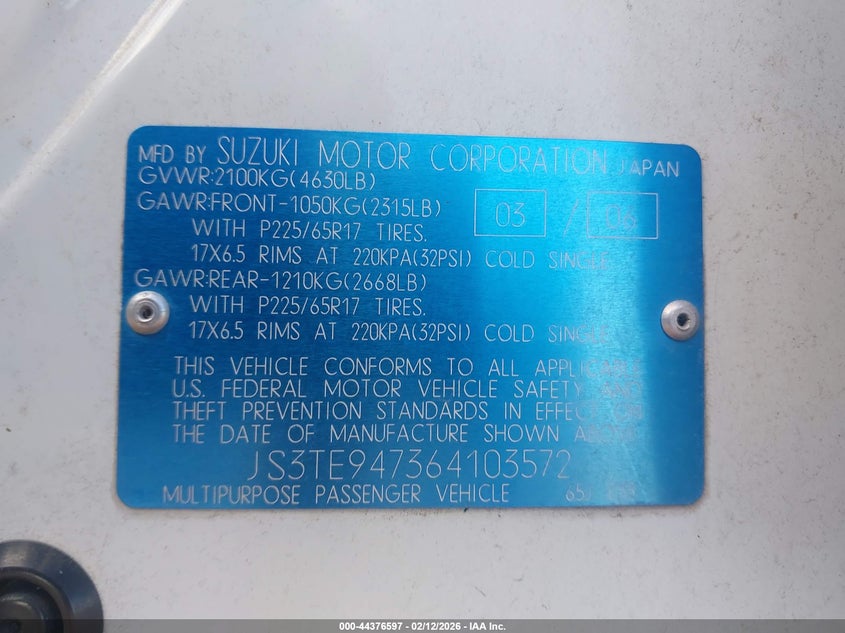 MFD BY SUZUKI MOTOR CORPORATION JAPAN
GVWR:2100KG(4630LB)
GAWR:FRONT-1050KG(2315LB) 03 / 06
WITH P225/65R17 TIRES.
17X6.5 RIMS AT 220KPA(32PSI) COLD SINGLE
GAWR:REAR-1210KG(2668LB)
WITH P225/65R17 TIRES.
17X6.5 RIMS AT 220KPA(32PSI) COLD SINGLE
THIS VEHICLE CONFORMS TO ALL APPLICABLE
U.S. FEDERAL MOTOR VEHICLE SAFETY AND
THEFT PREVENTION STANDARDS IN EFFECT ON
THE DATE OF MANUFACTURE SHOWN ABOVE
JS3TE947364103572
MULTIPURPOSE PASSENGER VEHICLE 65J
000-44376597 - 02/12/2026 - IAA Inc.